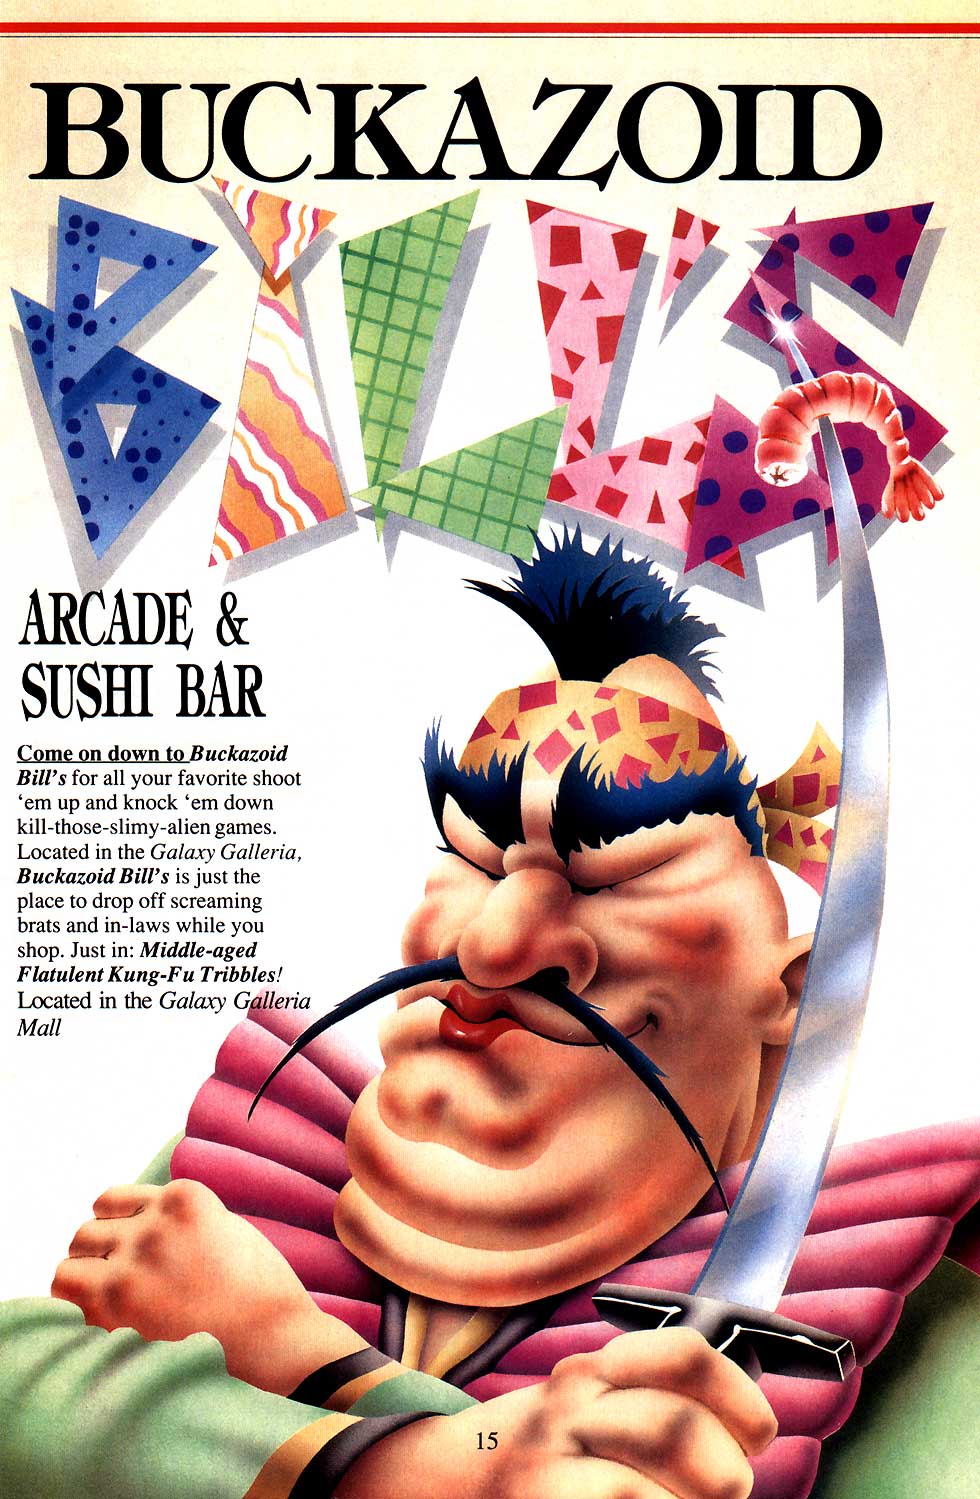 BUCKAZOID
BILL'S
ARCADE &
SUSHI BAR
Come on down to Buckazoid
Bill's for all your favorite shoot
‘em up and knock ‘em down
kill-those-slimy-alien games.
Located in the Galaxy Galleria,
Buckazoid Bill's is just the
place to drop off screaming
brats and in-laws while you
shop. Just in: Middle-aged
Flatulent Kung-Fu Tribbles!
Located in the Galaxy Galleria
Mall
15